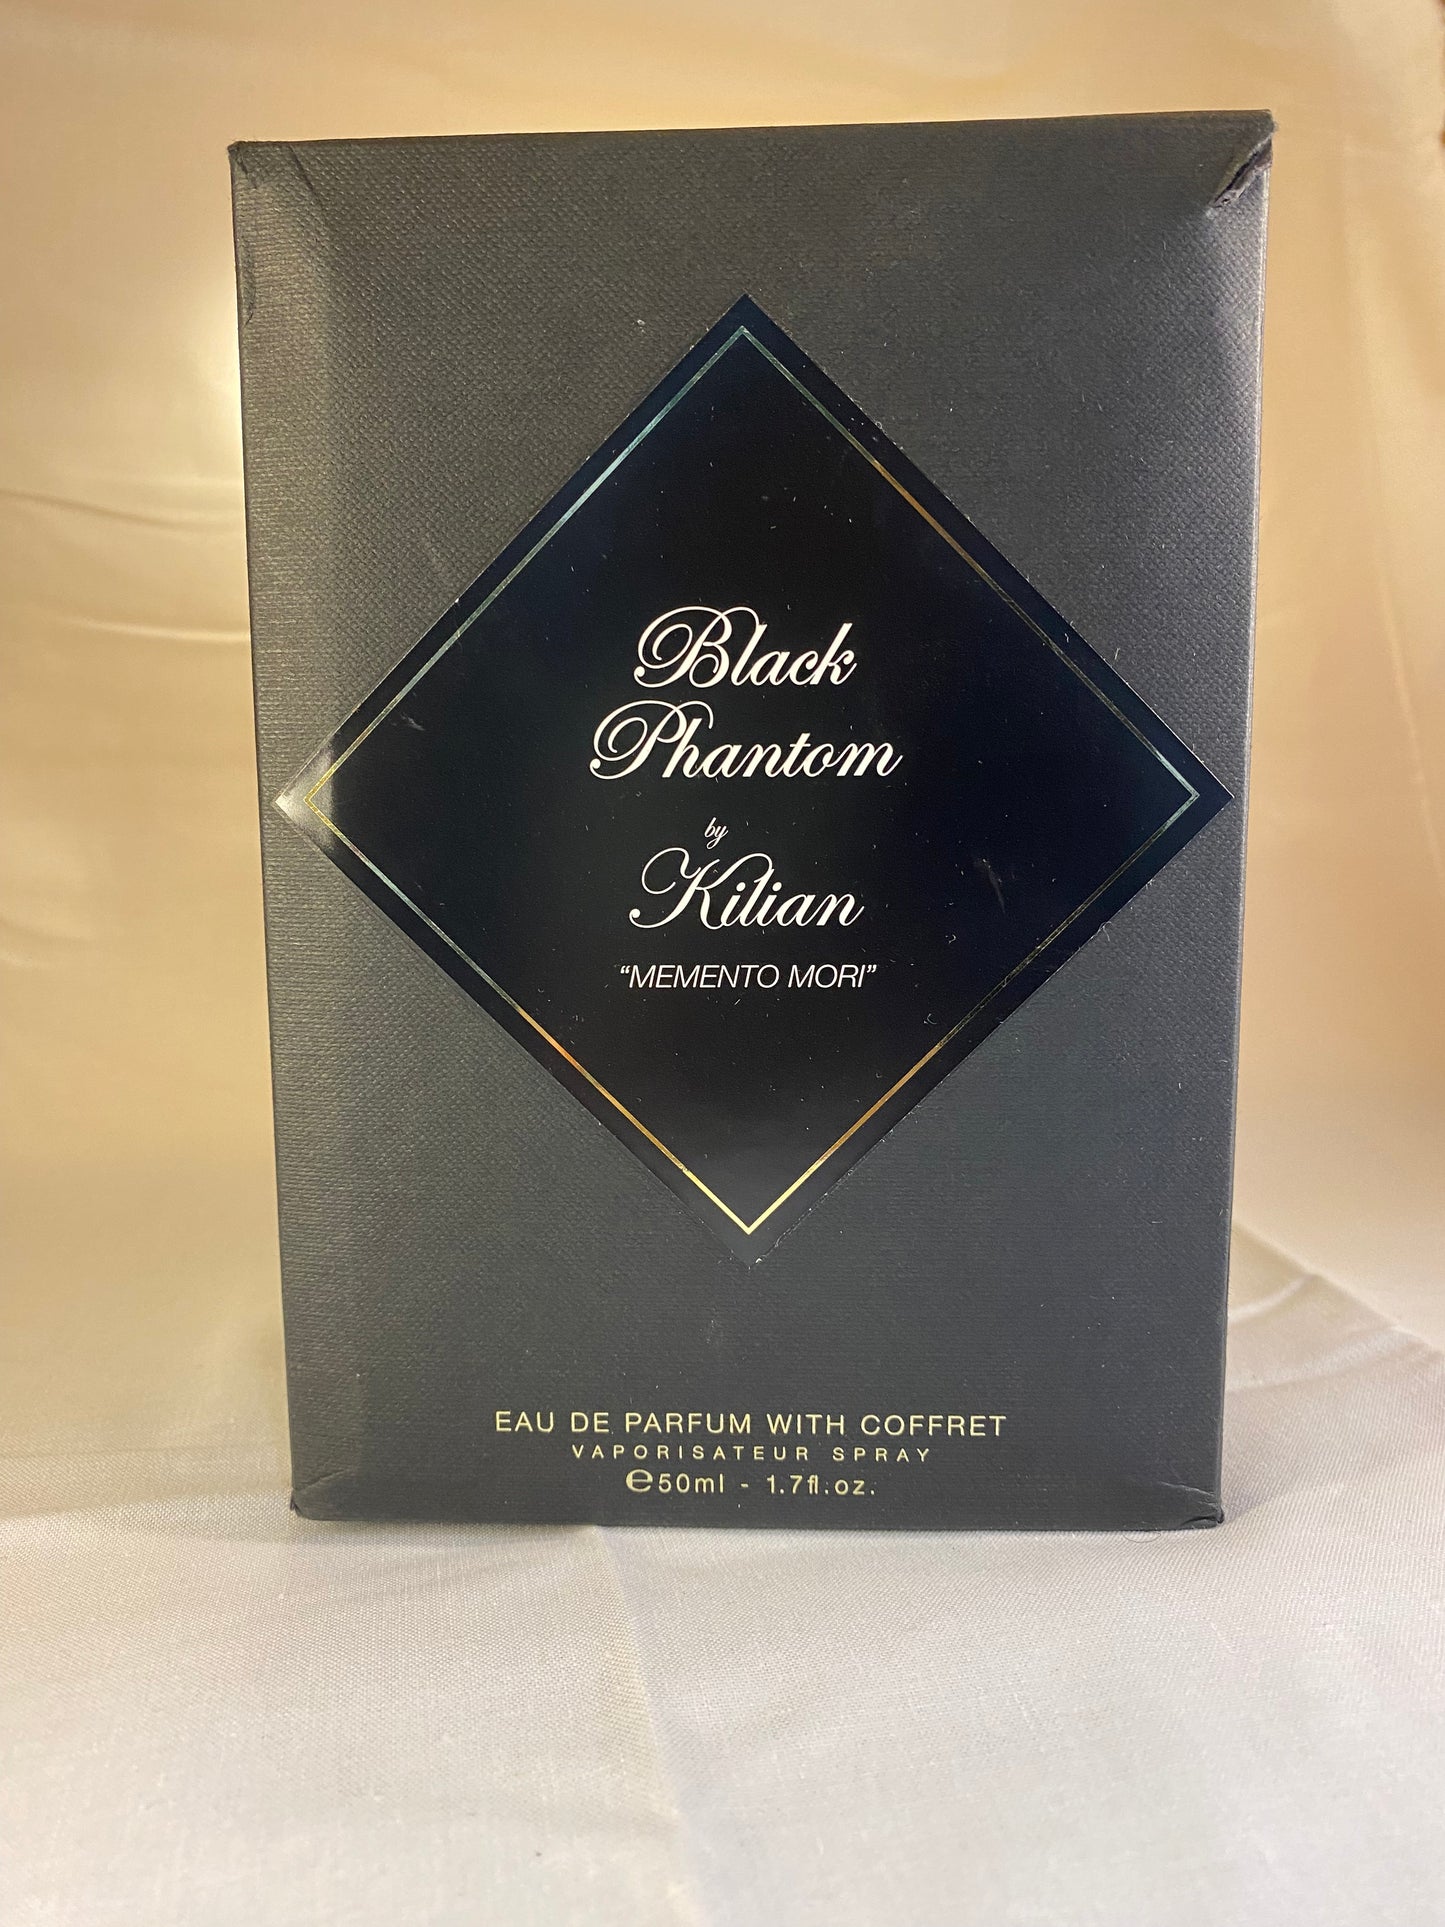 Black
Phantom
by
Kilian
“MEMENTO MORI”
EAU DE PARFUM WITH COFFRET
VAPORISATEUR SPRAY
℮50ml - 1.7fl.oz.